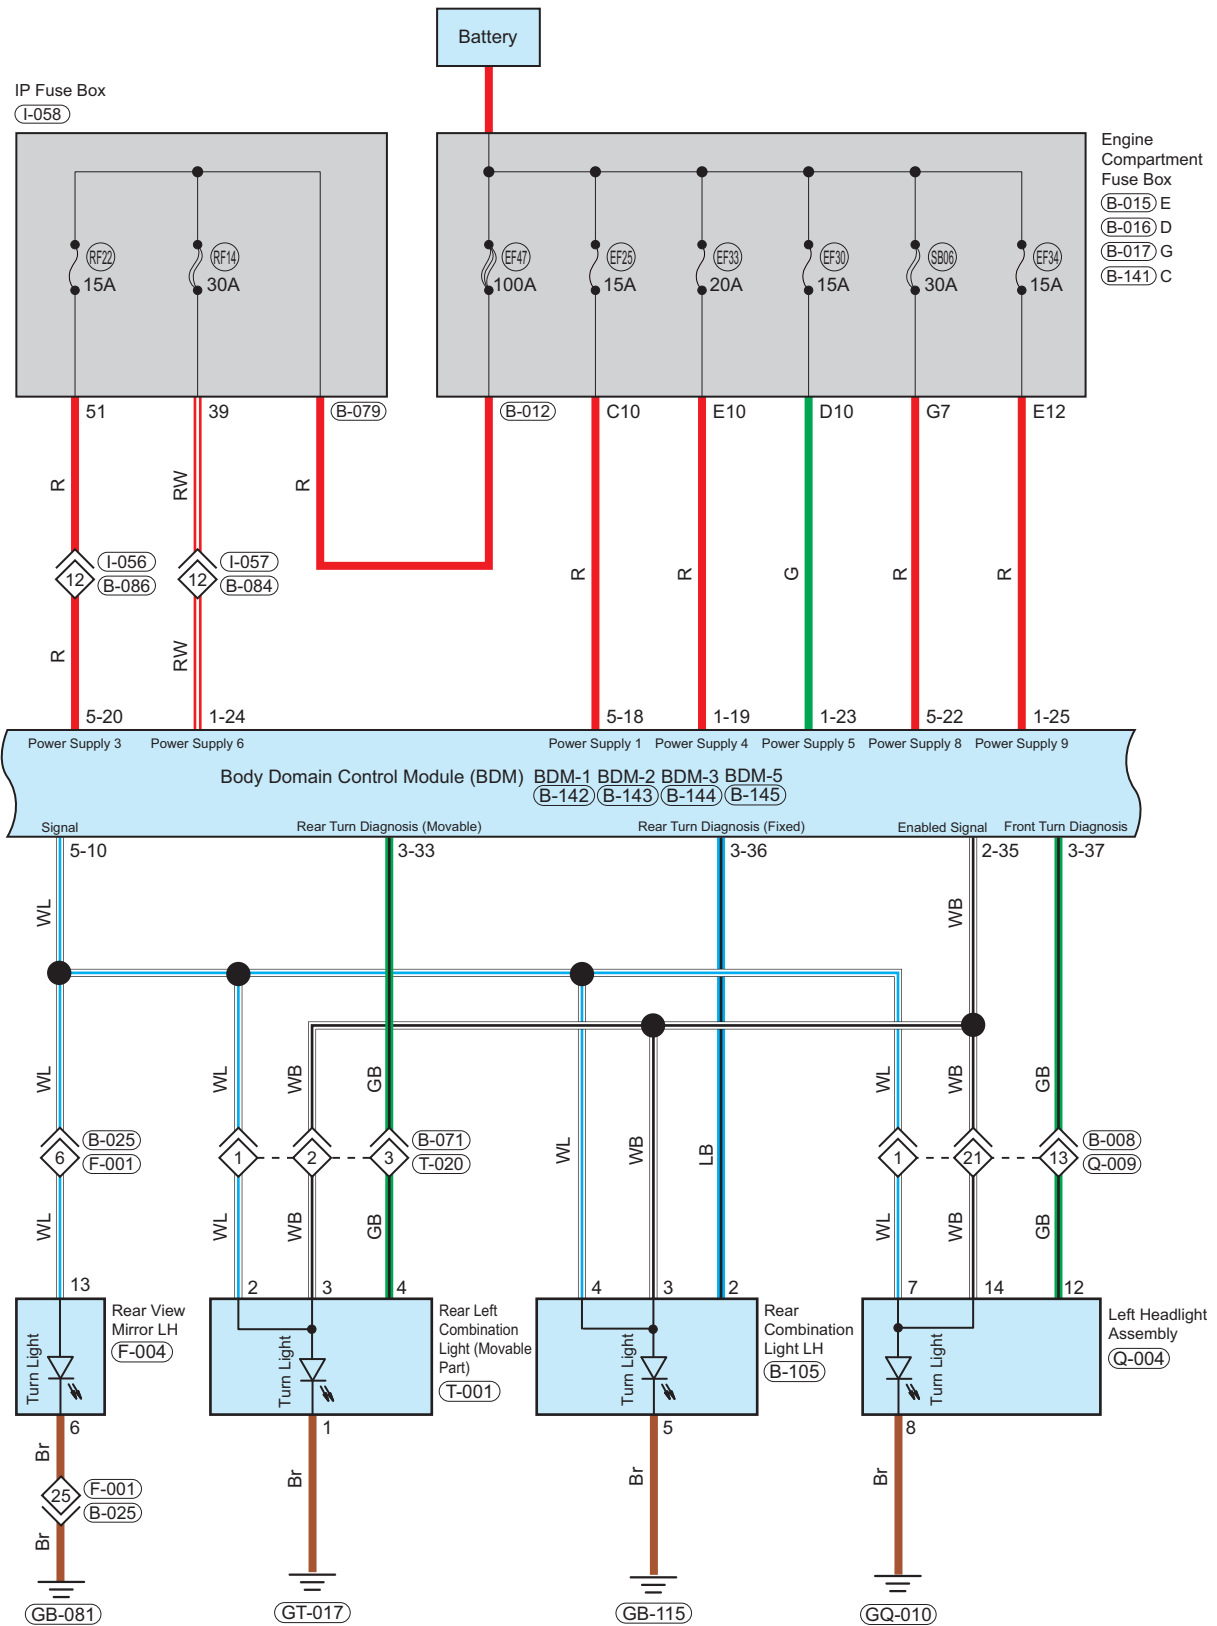 Battery
IP Fuse Box
I-058
Engine
Compartment
Fuse Box
B-015 E
B-016 D
B-017 G
B-141 C
RF22
15A
RF14
30A
EF47
100A
EF25
15A
EF33
20A
EF30
15A
SB06
30A
EF34
15A
51
39
B-079
B-012
C10
E10
D10
G7
E12
R
RW
R
12
I-056
B-086
12
I-057
B-084
R
R
G
R
R
R
RW
5-20
1-24
5-18
1-19
1-23
5-22
1-25
Power Supply 3
Power Supply 6
Power Supply 1
Power Supply 4
Power Supply 5
Power Supply 8
Power Supply 9
Body Domain Control Module (BDM)
BDM-1 BDM-2 BDM-3 BDM-5
B-142 B-143 B-144 B-145
Signal
Rear Turn Diagnosis (Movable)
Rear Turn Diagnosis (Fixed)
Enabled Signal
Front Turn Diagnosis
5-10
3-33
3-36
2-35
3-37
WL
WB
WL
WL
WB
GB
WL
WB
GB
6
B-025
F-001
1
2
3
B-071
T-020
WL
WB
LB
1
21
13
B-008
Q-009
WL
WL
WB
GB
WL
WB
GB
13
2
3
4
4
3
2
7
14
12
Turn Light
Rear View
Mirror LH
F-004
Turn Light
Rear Left
Combination
Light (Movable
Part)
T-001
Turn Light
Rear
Combination
Light LH
B-105
Turn Light
Left Headlight
Assembly
Q-004
6
1
5
8
Br
25
F-001
B-025
Br
Br
Br
Br
GB-081
GT-017
GB-115
GQ-010